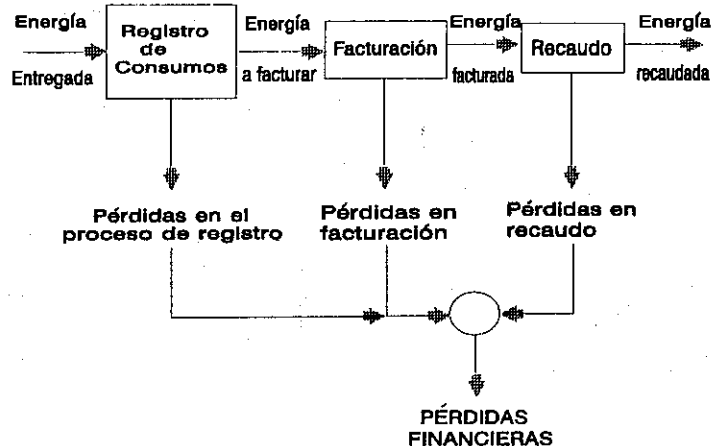 Energía
Entregada
Registro
de
Consumos
Energía
a facturar
Facturación
Energía
facturada
Recaudo
Energía
recaudada
Pérdidas en el
proceso de registro
Pérdidas en
facturación
Pérdidas en
recaudo
PÉRDIDAS
FINANCIERAS